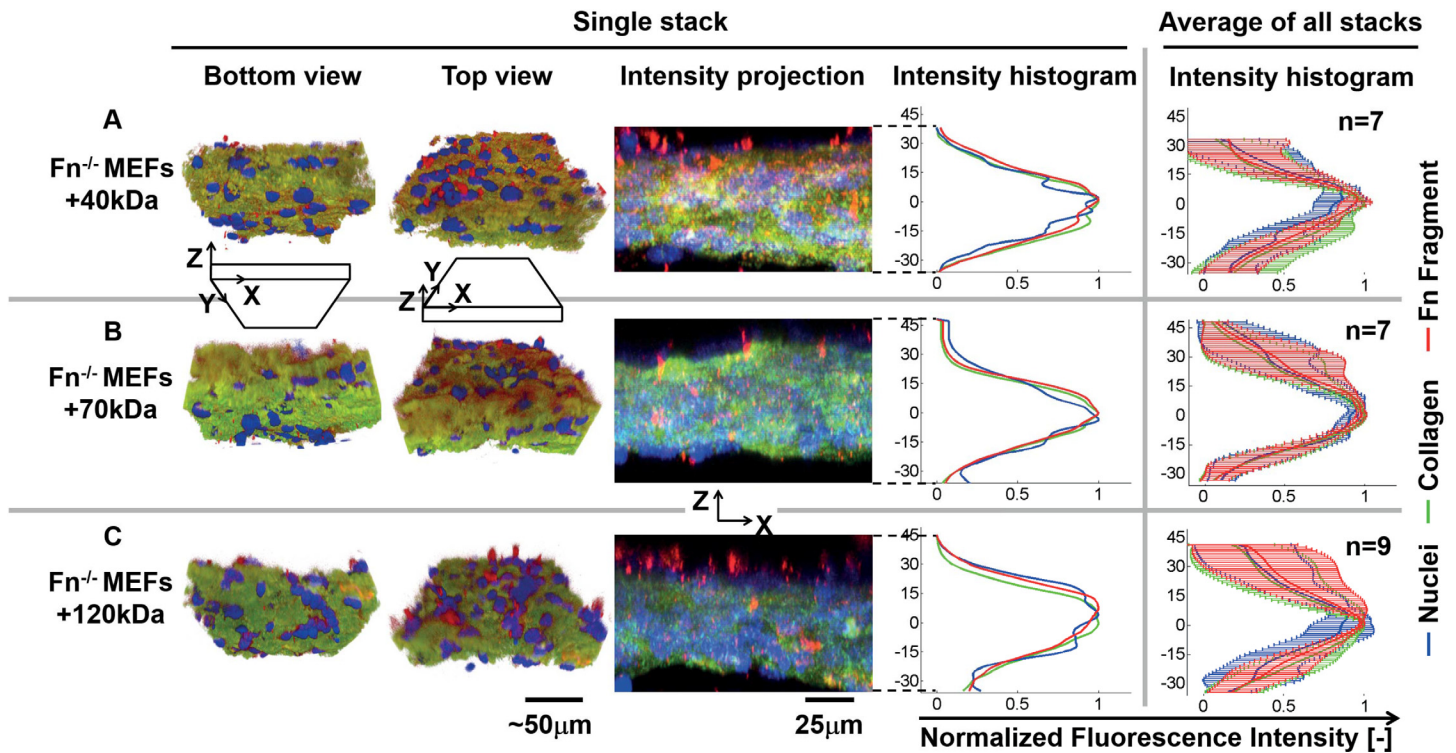 Single stack
Average of all stacks
Bottom view
Top view
Intensity projection
Intensity histogram
Intensity histogram
A
Fn-/- MEFs
+40kDa
Z
X
Y
Y
Z
X
45
30
15
0
-15
-30
0
0.5
1
n=7
45
30
15
0
-15
-30
0
0.5
1
B
Fn-/- MEFs
+70kDa
45
30
15
0
-15
-30
0
0.5
1
n=7
45
30
15
0
-15
-30
0
0.5
1
Z
X
C
Fn-/- MEFs
+120kDa
45
30
15
0
-15
-30
0
0.5
1
n=9
45
30
15
0
-15
-30
0
0.5
1
~50μm
25μm
Normalized Fluorescence Intensity [-]
Nuclei
Collagen
Fn Fragment